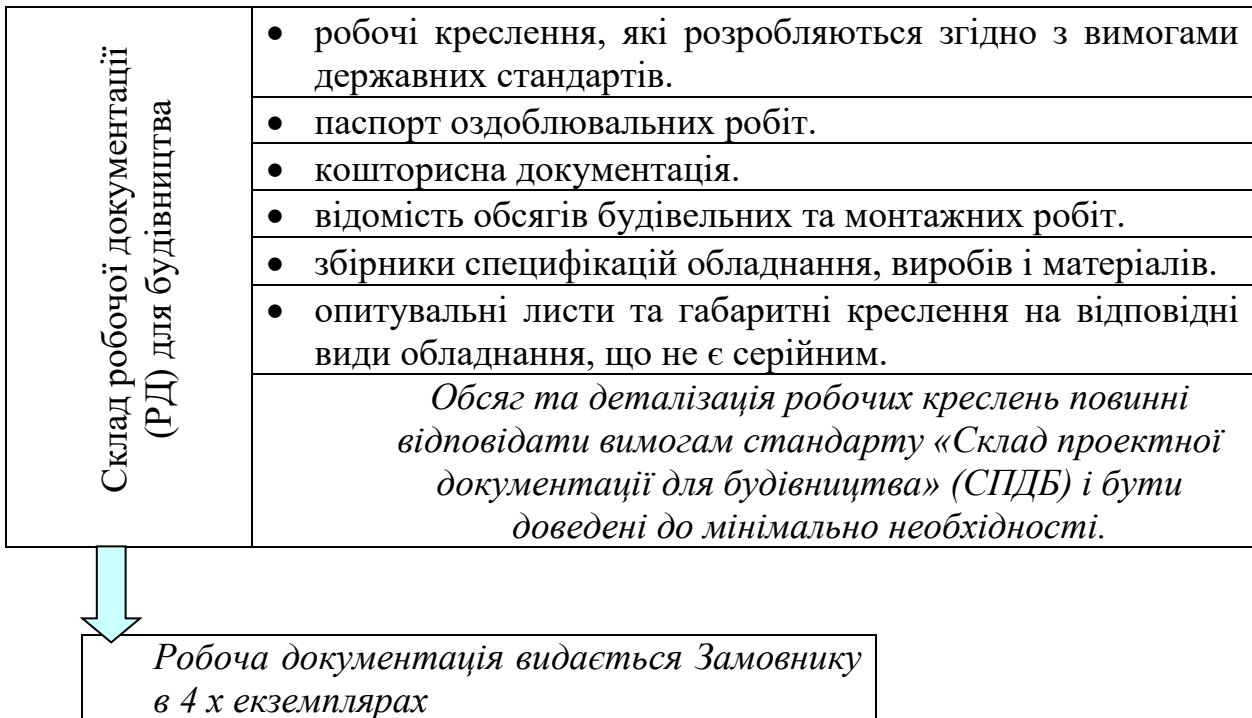 Склад робочої документації
(РД) для будівництва
• робочі креслення, які розробляються згідно з вимогами
державних стандартів.
• паспорт оздоблювальних робіт.
• кошторисна документація.
• відомість обсягів будівельних та монтажних робіт.
• збірники специфікацій обладнання, виробів і матеріалів.
• опитувальні листи та габаритні креслення на відповідні
види обладнання, що не є серійним.
Обсяг та деталізація робочих креслень повинні
відповідати вимогам стандарту «Склад проектної
документації для будівництва» (СПДБ) і бути
доведені до мінімально необхідності.
Робоча документація видається Замовнику
в 4 х екземплярах